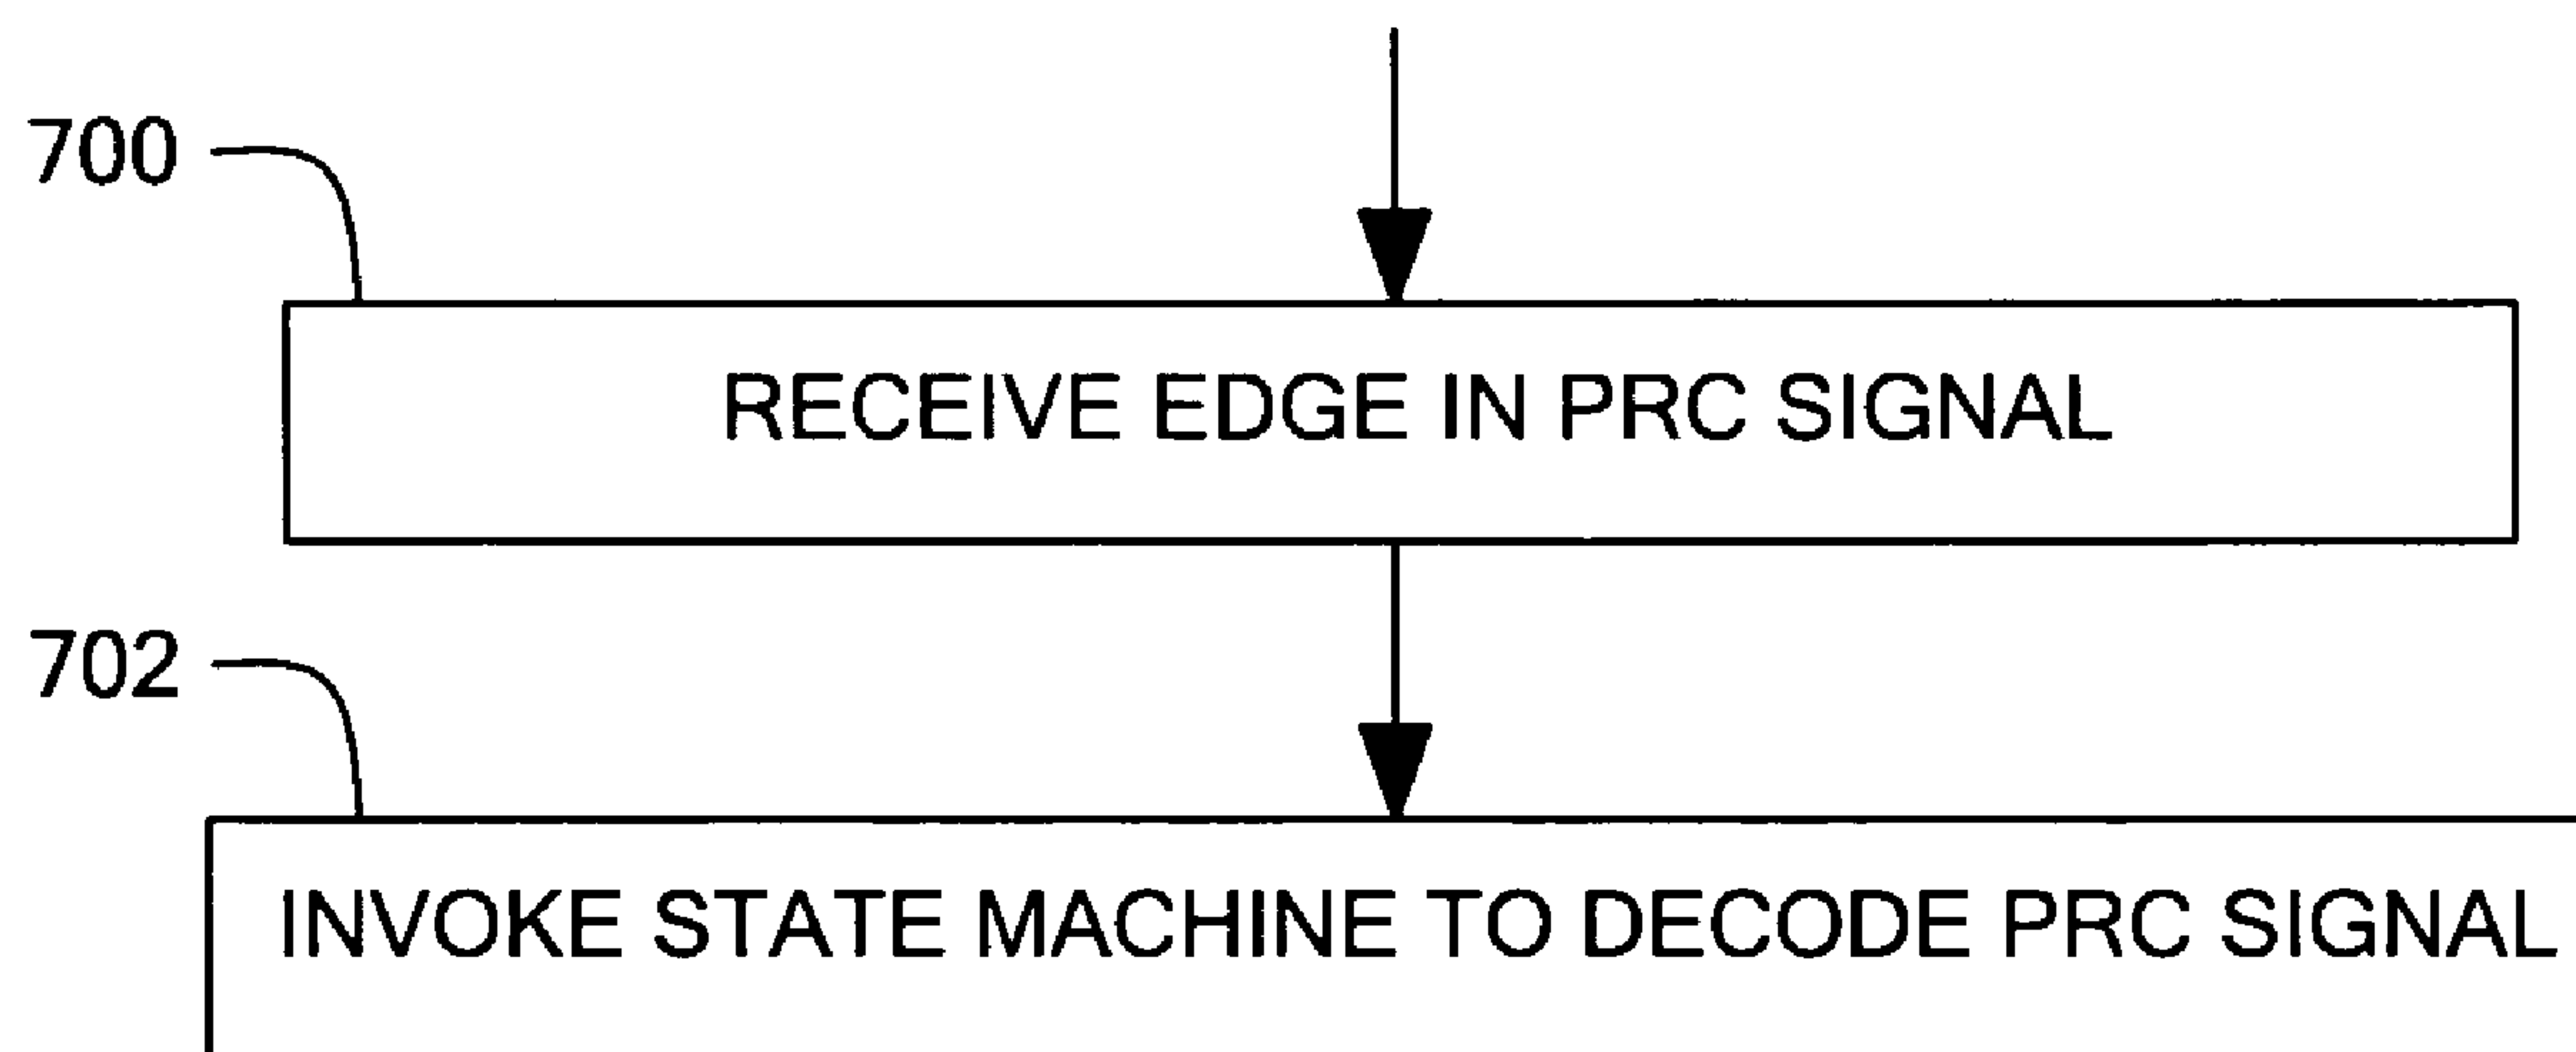 700
RECEIVE EDGE IN PRC SIGNAL
702
INVOKE STATE MACHINE TO DECODE PRC SIGNAL